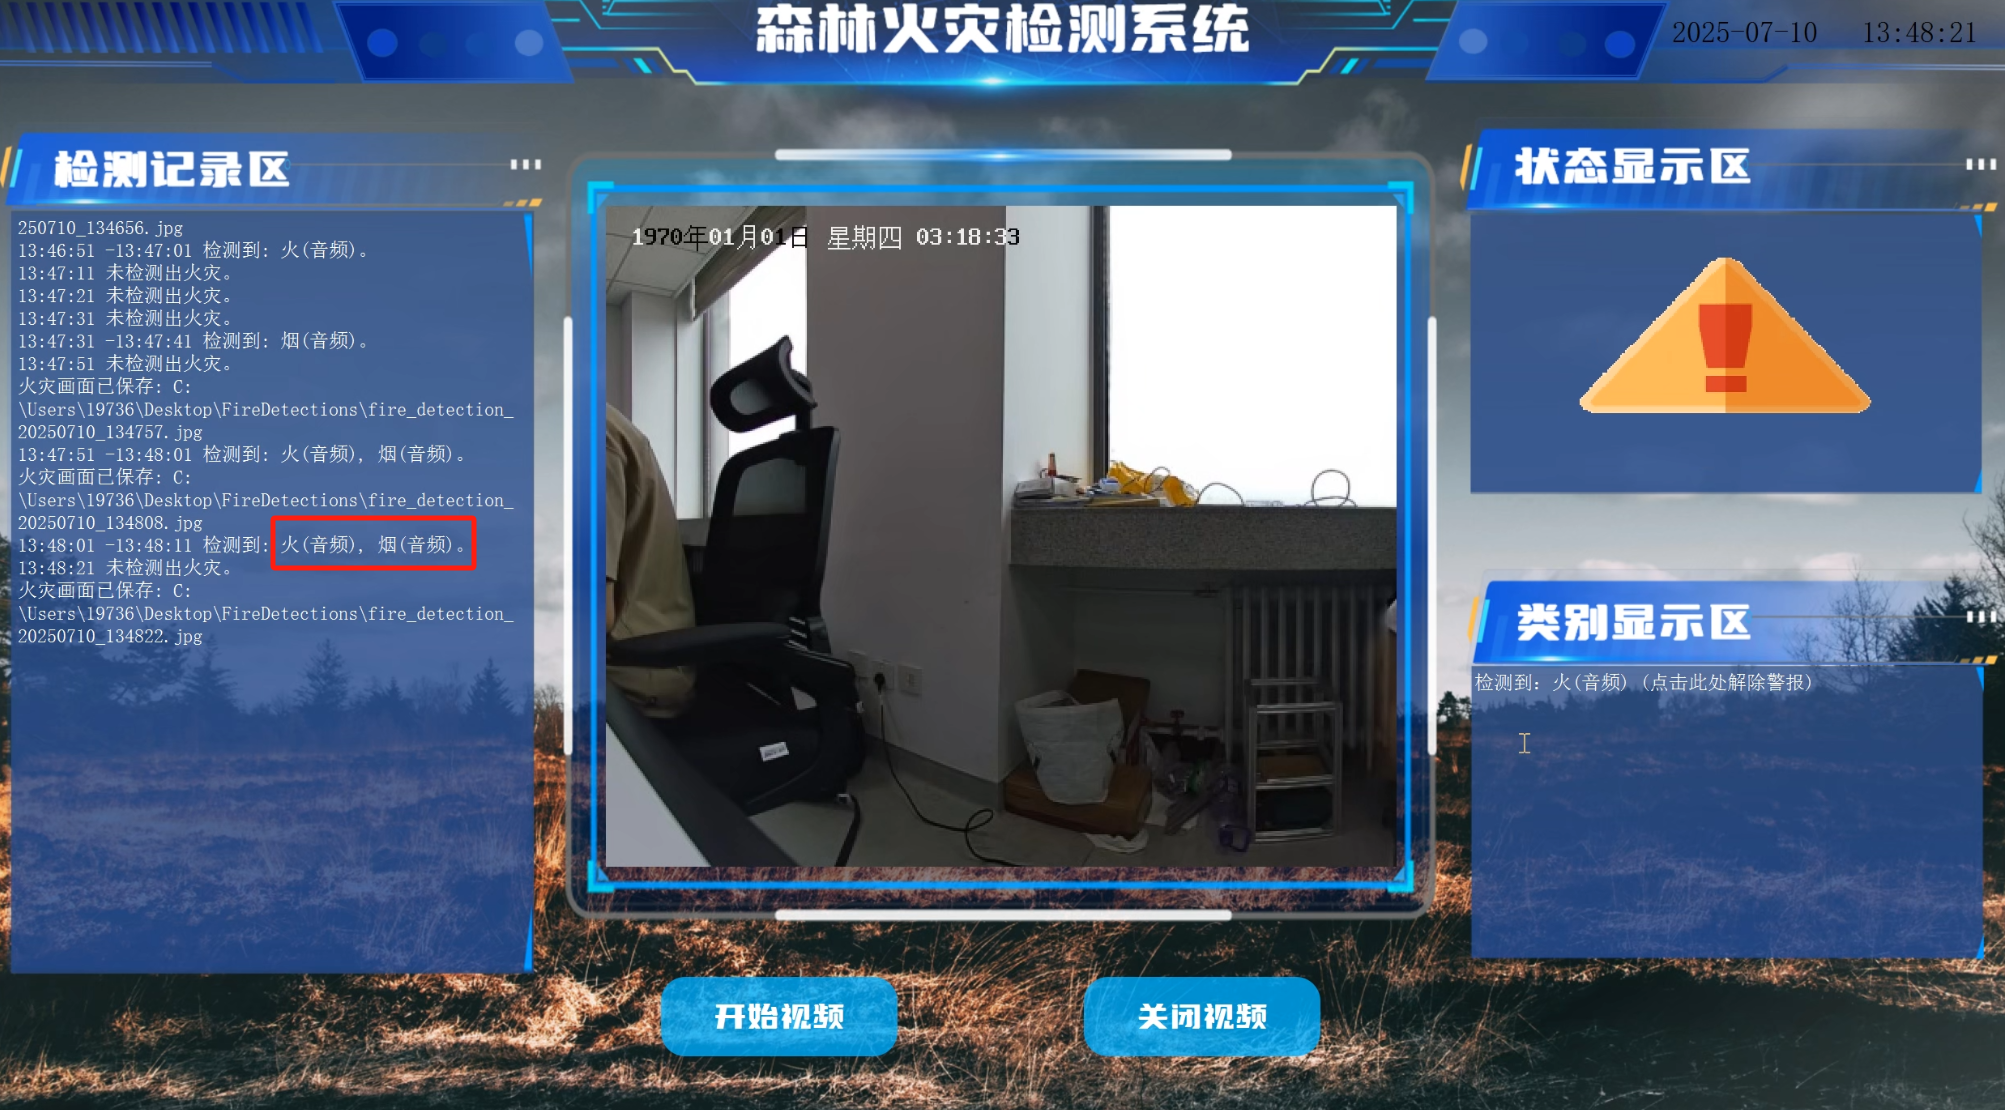 森林火灾检测系统
2025-07-10 13:48:21
检测记录区
250710_134656.jpg
13:46:51 -13:47:01 检测到: 火(音频)。
13:47:11 未检测出火灾。
13:47:21 未检测出火灾。
13:47:31 未检测出火灾。
13:47:31 -13:47:41 检测到: 烟(音频)。
13:47:51 未检测出火灾。
火灾画面已保存: C:
\Users\19736\Desktop\FireDetections\fire_detection_
20250710_134757.jpg
13:47:51 -13:48:01 检测到: 火(音频), 烟(音频)。
火灾画面已保存: C:
\Users\19736\Desktop\FireDetections\fire_detection_
20250710_134808.jpg
13:48:01 -13:48:11 检测到: 火(音频), 烟(音频)。
13:48:21 未检测出火灾。
火灾画面已保存: C:
\Users\19736\Desktop\FireDetections\fire_detection_
20250710_134822.jpg
1970年01月01日 星期四 03:18:33
状态显示区
类别显示区
检测到: 火(音频) (点击此处解除警报)
开始视频
关闭视频